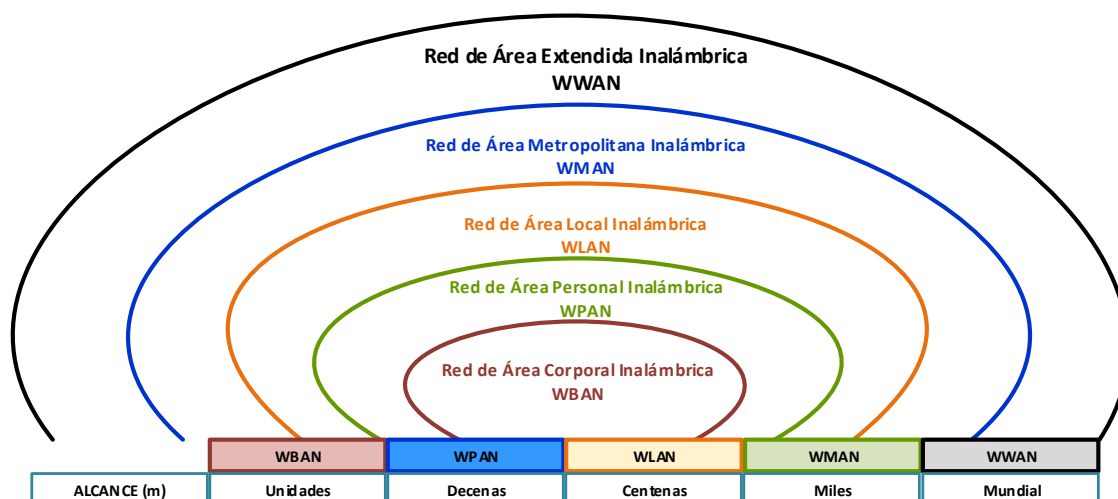 Red de Área Extendida Inalámbrica
WWAN
Red de Área Metropolitana Inalámbrica
WMAN
Red de Área Local Inalámbrica
WLAN
Red de Área Personal Inalámbrica
WPAN
Red de Área Corporal Inalámbrica
WBAN
WBAN WPAN WLAN WMAN WWAN
ALCANCE (m) Unidades Decenas Centenas Miles Mundial